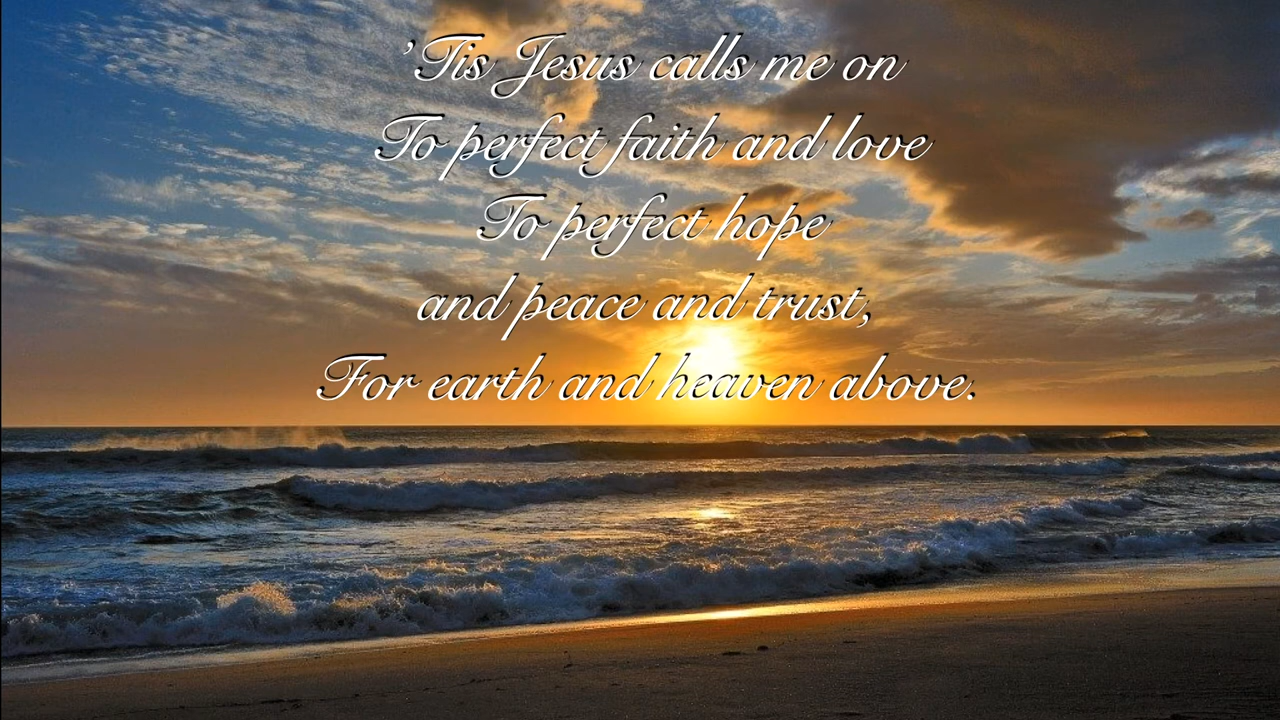 ’Tis Jesus calls me on
To perfect faith and love
To perfect hope
and peace and trust,
For earth and heaven above.